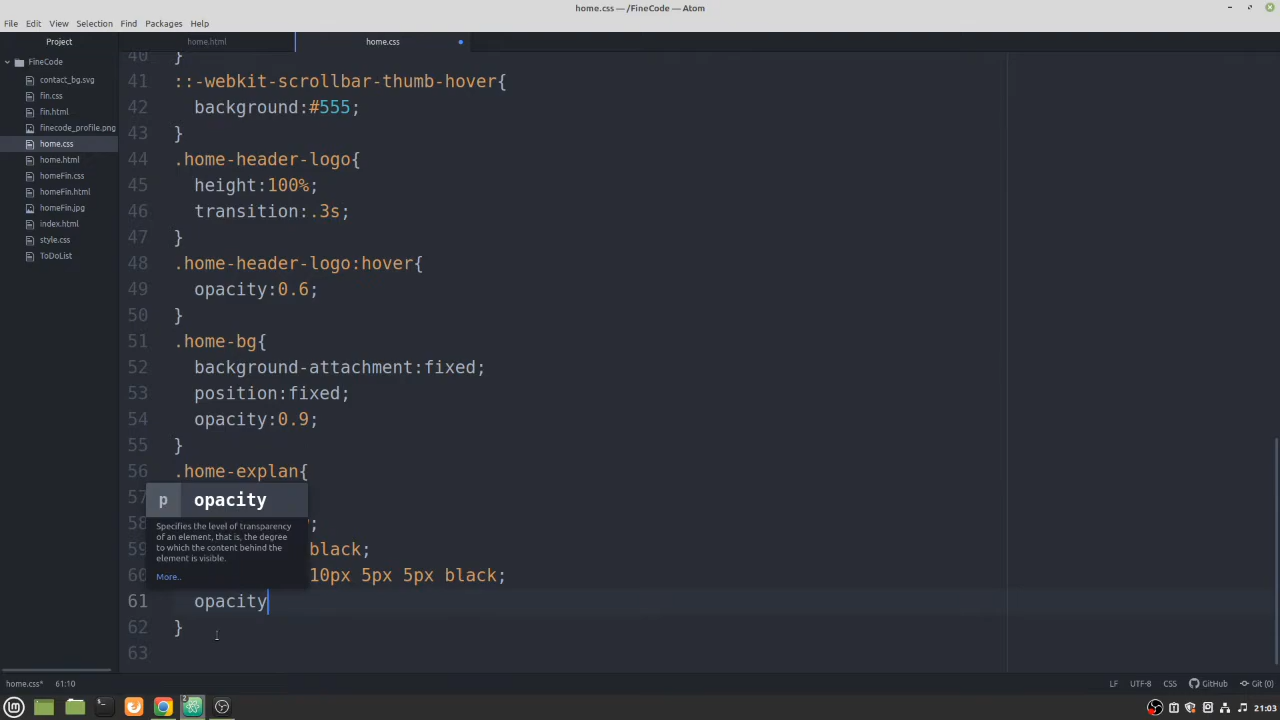 home.css — /FineCode — Atom
File Edit View Selection Find Packages Help
Project
home.html
home.css
FineCode
contact_bg.svg
fin.css
fin.html
finecode_profile.png
home.css
home.html
homeFin.css
homeFin.html
homeFin.jpg
index.html
style.css
ToDoList
40 }
41 ::-webkit-scrollbar-thumb-hover{
42 background:#555;
43 }
44 .home-header-logo{
45 height:100%;
46 transition:.3s;
47 }
48 .home-header-logo:hover{
49 opacity:0.6;
50 }
51 .home-bg{
52 background-attachment:fixed;
53 position:fixed;
54 opacity:0.9;
55 }
56 .home-explan{
p opacity
Specifies the level of transparency
of an element, that is, the degree
to which the content behind the
element is visible.
More..
;
black;
10px 5px 5px black;
61 opacity
62 }
63
home.css* 61:10
LF UTF-8 CSS GitHub Git (0)
2
21:03